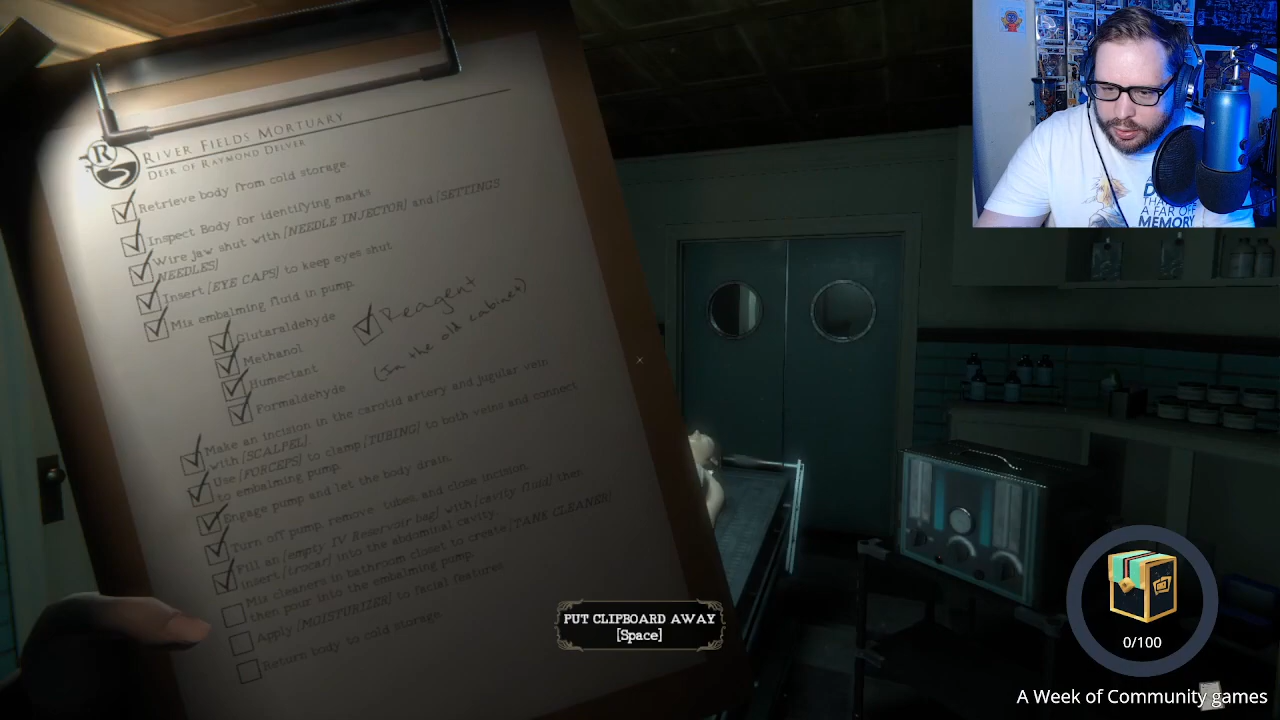 RIVER FIELDS MORTUARY
DESK OF RAYMOND DELVER
Retrieve body from cold storage.
Inspect Body for identifying marks
Wire jaw shut with [NEEDLE INJECTOR] and [SETTINGS
NEEDLES]
Insert [EYE CAPS] to keep eyes shut
Mix embalming fluid in pump.
Glutaraldehyde
Methanol
Humectant
Formaldehyde
Reagent
(In the old cabinet)
Make an incision in the carotid artery and jugular vein
with [SCALPEL]
Use [FORCEPS] to clamp [TUBING] to both veins and connect
to embalming pump.
Engage pump and let the body drain.
Turn off pump, remove tubes, and close incision.
Fill an [empty IV Reservoir bag] with [cavity fluid] then
insert [trocar] into the abdominal cavity
Mix cleaners in bathroom closet to create [TANK CLEANER]
then pour into the embalming pump.
Apply [MOISTURIZER] to facial features
Return body to cold storage.
PUT CLIPBOARD AWAY
[Space]
MEMORY
A FAR OFF
0/100
A Week of Community games